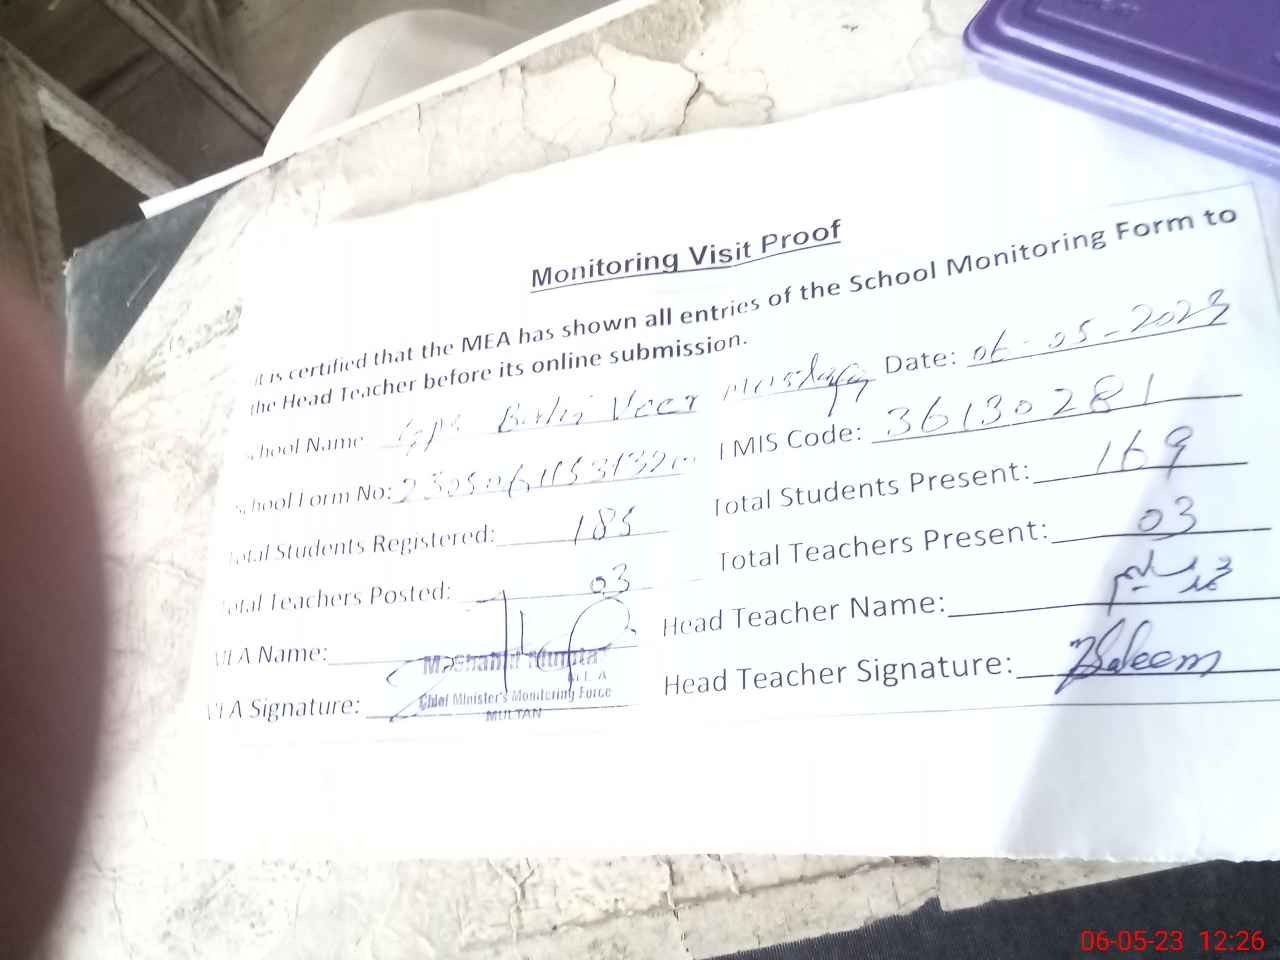 Monitoring Visit Proof
It is certified that the MEA has shown all entries of the School Monitoring Form to
the Head Teacher before its online submission.
School Name Veer Date: 06-05-2023
EMIS Code: 36130281
School Form No:
Total Students Registered: 185 Total Students Present: 169
Total Teachers Posted: 03 Total Teachers Present: 03
MEA Name: Head Teacher Name: محمد سلیم
MEA Signature: Head Teacher Signature: Saleem
M. Shahid Mumtaz
MEA
Chief Minister's Monitoring Force
MULTAN
06-05-23 12:26